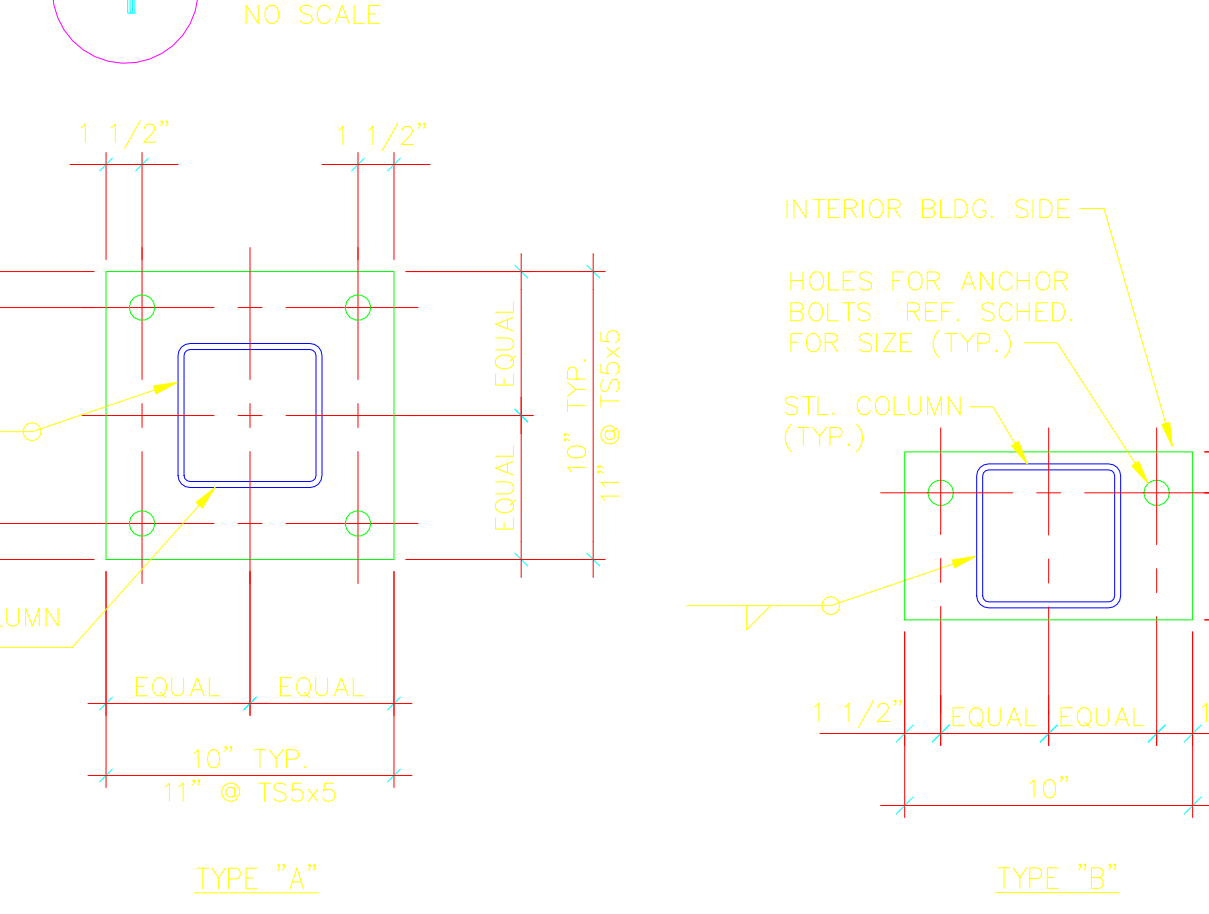 NO SCALE
1 1/2"
1 1/2"
EQUAL
EQUAL
10" TYP.
11" @ TS5x5
LUMN
EQUAL
EQUAL
10" TYP.
11" @ TS5x5
TYPE "A"
INTERIOR BLDG. SIDE
HOLES FOR ANCHOR
BOLTS REF. SCHED.
FOR SIZE (TYP.)
STL. COLUMN
(TYP.)
1 1/2"
EQUAL
EQUAL
1
10"
TYPE "B"